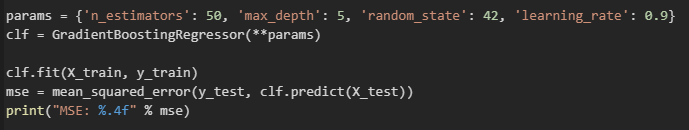 params = {'n_estimators': 50, 'max_depth': 5, 'random_state': 42, 'learning_rate': 0.9}
clf = GradientBoostingRegressor(**params)
clf.fit(X_train, y_train)
mse = mean_squared_error(y_test, clf.predict(X_test))
print("MSE: %.4f" % mse)